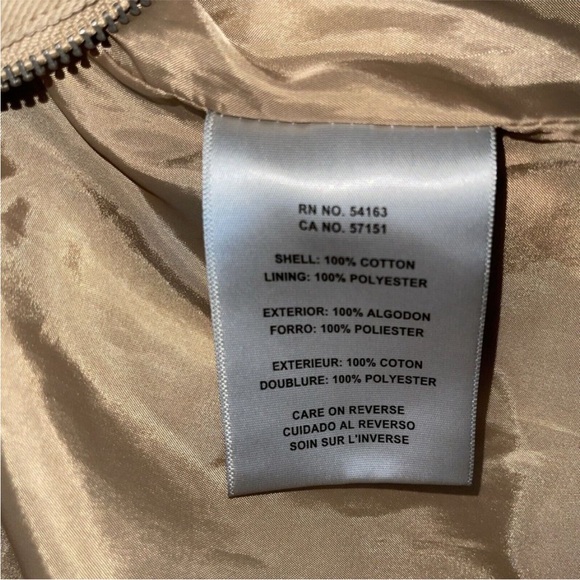 RN NO. 54163
CA NO. 57151
SHELL: 100% COTTON
LINING: 100% POLYESTER
EXTERIOR: 100% ALGODON
FORRO: 100% POLIESTER
EXTERIEUR: 100% COTON
DOUBLURE: 100% POLYESTER
CARE ON REVERSE
CUIDADO AL REVERSO
SOIN SUR L'INVERSE